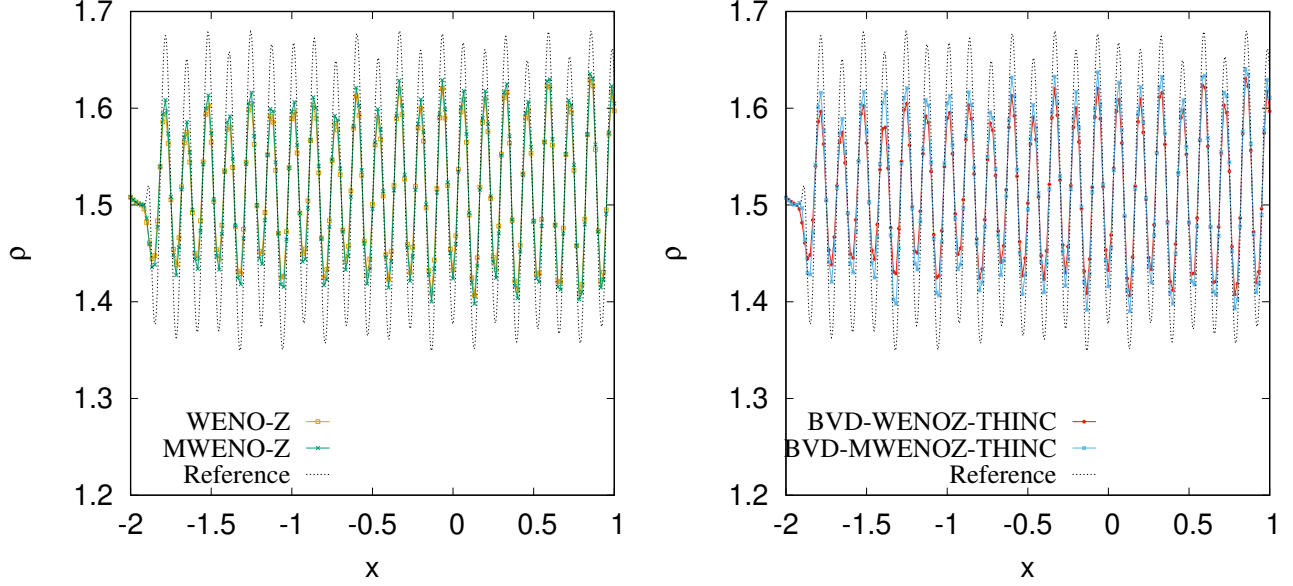 1.7
1.6
1.5
1.4
1.3
1.2
ρ
WENO-Z
MWENO-Z
Reference
-2 -1.5 -1 -0.5 0 0.5 1
x
1.7
1.6
1.5
1.4
1.3
1.2
ρ
BVD-WENOZ-THINC
BVD-MWENOZ-THINC
Reference
-2 -1.5 -1 -0.5 0 0.5 1
x